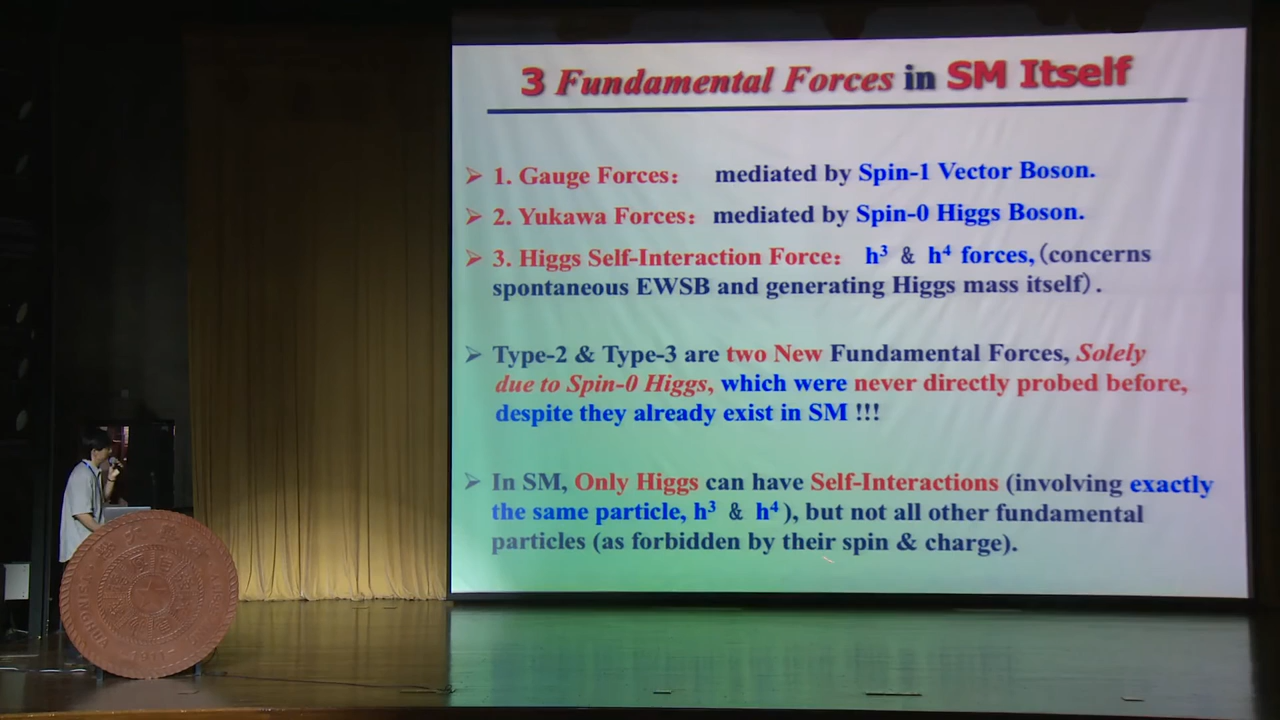 3 Fundamental Forces in SM Itself
➢ 1. Gauge Forces： mediated by Spin-1 Vector Boson.
➢ 2. Yukawa Forces：mediated by Spin-0 Higgs Boson.
➢ 3. Higgs Self-Interaction Force： h³ & h⁴ forces,（concerns
spontaneous EWSB and generating Higgs mass itself）.
➢ Type-2 & Type-3 are two New Fundamental Forces, Solely
due to Spin-0 Higgs, which were never directly probed before,
despite they already exist in SM !!!
➢ In SM, Only Higgs can have Self-Interactions (involving exactly
the same particle, h³ & h⁴ ), but not all other fundamental
particles (as forbidden by their spin & charge).
1911